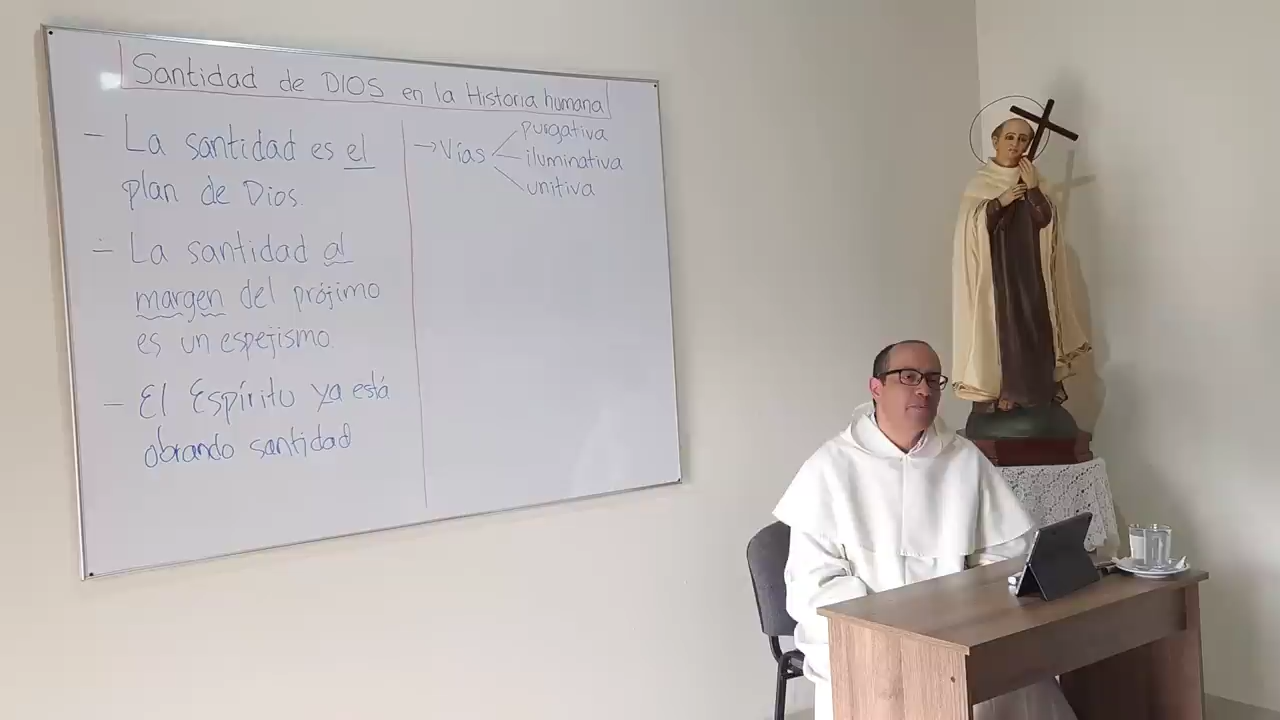 Santidad de DIOS en la Historia humana
- La santidad es el
plan de Dios.
- La santidad al
margen del prójimo
es un espejismo.
- El Espíritu ya está
obrando santidad
→ Vías
purgativa
iluminativa
unitiva